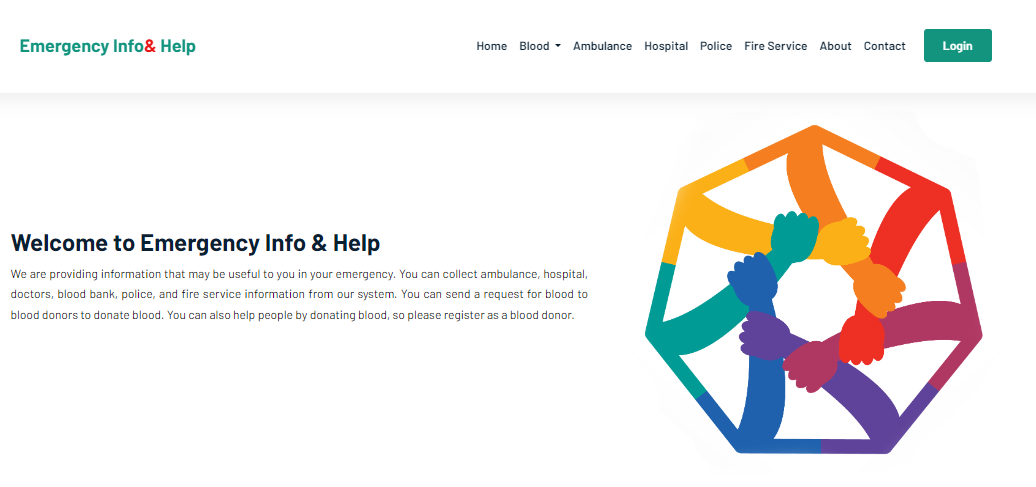 Emergency Info& Help
Home Blood Ambulance Hospital Police Fire Service About Contact Login
Welcome to Emergency Info & Help
We are providing information that may be useful to you in your emergency. You can collect ambulance, hospital,
doctors, blood bank, police, and fire service information from our system. You can send a request for blood to
blood donors to donate blood. You can also help people by donating blood, so please register as a blood donor.